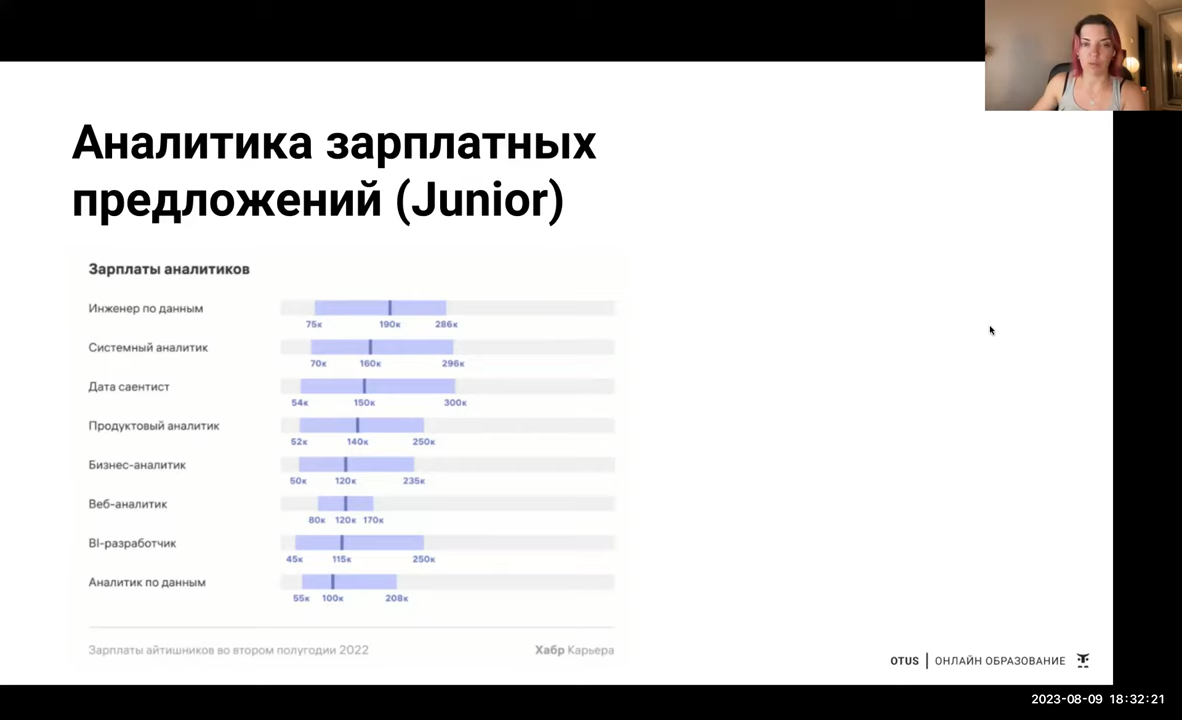 Аналитика зарплатных
предложений (Junior)
Зарплаты аналитиков
Инженер по данным
75к 190к 286к
Системный аналитик
70к 160к 296к
Дата саентист
54к 150к 300к
Продуктовый аналитик
52к 140к 250к
Бизнес-аналитик
50к 120к 235к
Веб-аналитик
80к 120к 170к
BI-разработчик
45к 115к 250к
Аналитик по данным
55к 100к 208к
Зарплаты айтишников во втором полугодии 2022 Хабр Карьера
OTUS | ОНЛАЙН ОБРАЗОВАНИЕ
2023-08-09 18:32:21